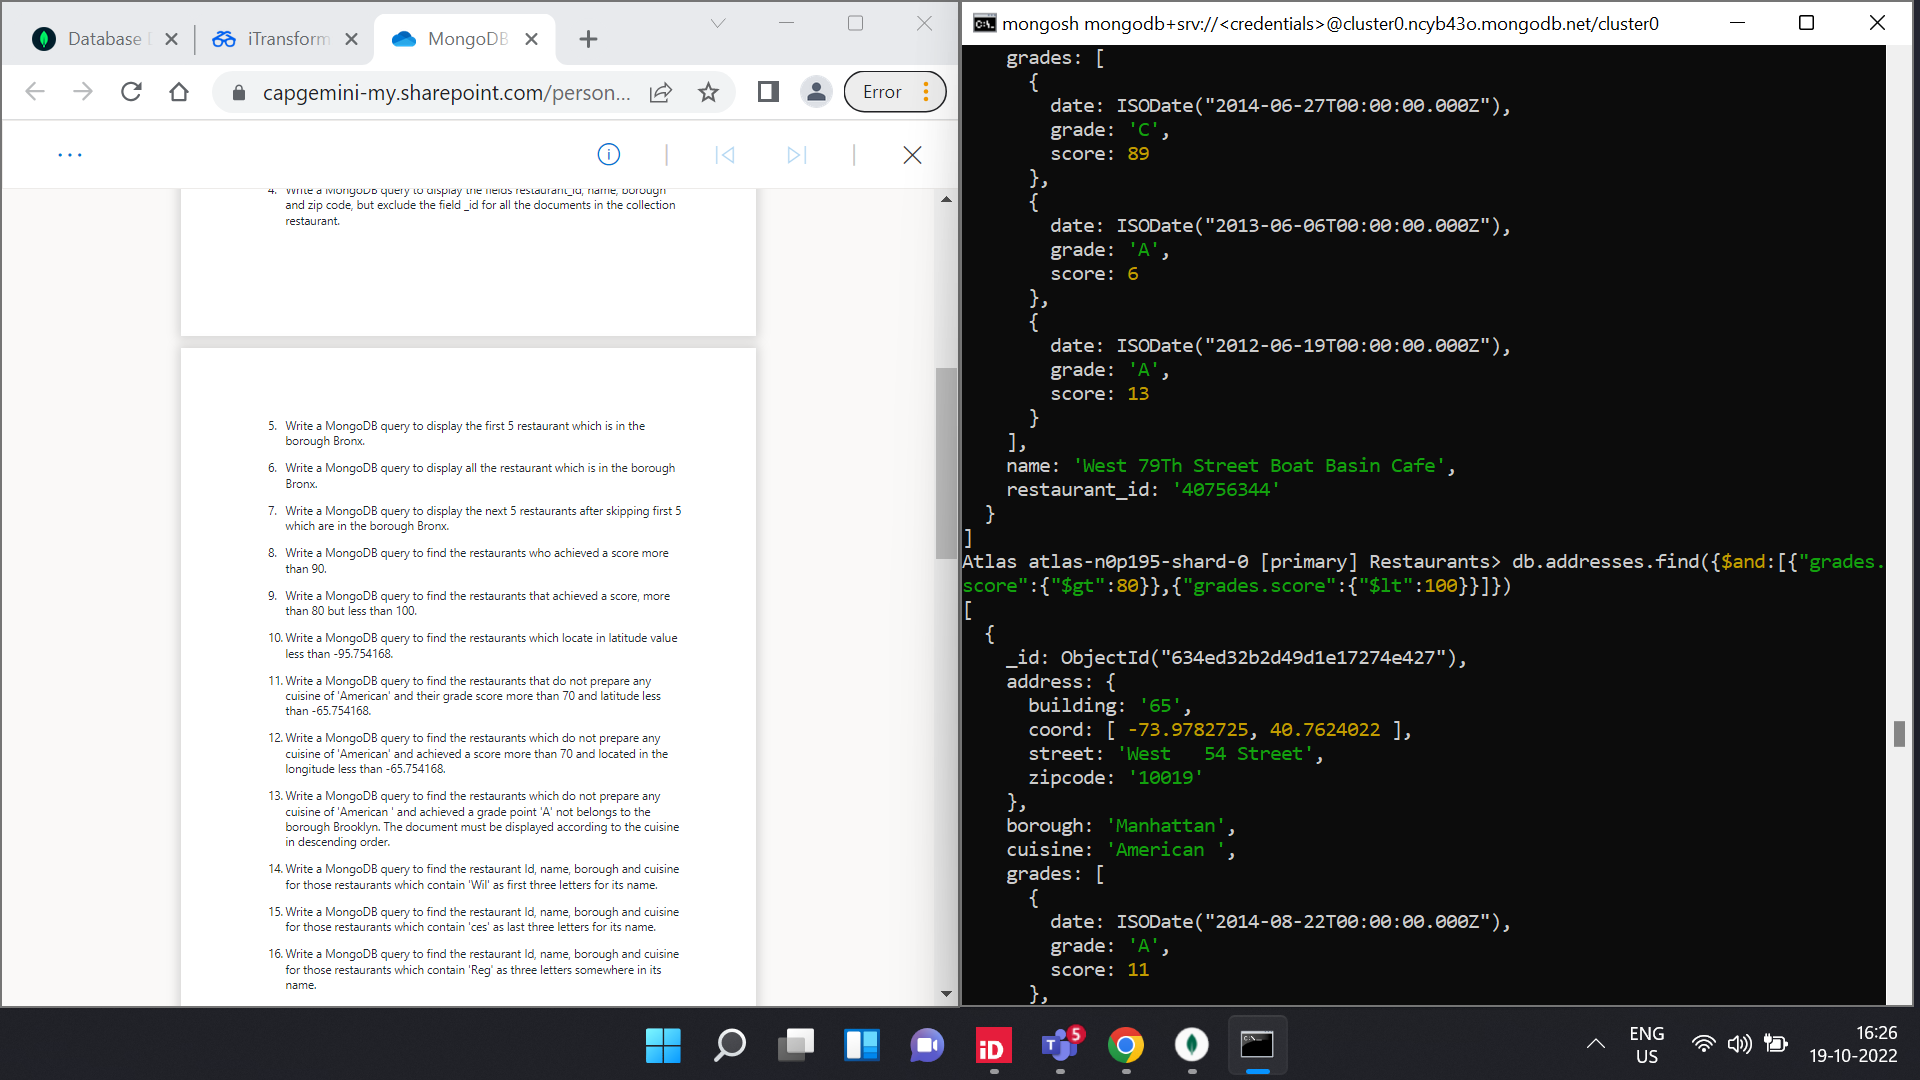 Database
iTransform
MongoDB
mongosh mongodb+srv://<credentials>@cluster0.ncyb43o.mongodb.net/cluster0
capgemini-my.sharepoint.com/person...
Error
4. Write a MongoDB query to display the fields restaurant_id, name, borough
and zip code, but exclude the field _id for all the documents in the collection
restaurant.
5. Write a MongoDB query to display the first 5 restaurant which is in the
borough Bronx.
6. Write a MongoDB query to display all the restaurant which is in the borough
Bronx.
7. Write a MongoDB query to display the next 5 restaurants after skipping first 5
which are in the borough Bronx.
8. Write a MongoDB query to find the restaurants who achieved a score more
than 90.
9. Write a MongoDB query to find the restaurants that achieved a score, more
than 80 but less than 100.
10. Write a MongoDB query to find the restaurants which locate in latitude value
less than -95.754168.
11. Write a MongoDB query to find the restaurants that do not prepare any
cuisine of 'American' and their grade score more than 70 and latitude less
than -65.754168.
12. Write a MongoDB query to find the restaurants which do not prepare any
cuisine of 'American' and achieved a score more than 70 and located in the
longitude less than -65.754168.
13. Write a MongoDB query to find the restaurants which do not prepare any
cuisine of 'American ' and achieved a grade point 'A' not belongs to the
borough Brooklyn. The document must be displayed according to the cuisine
in descending order.
14. Write a MongoDB query to find the restaurant Id, name, borough and cuisine
for those restaurants which contain 'Wil' as first three letters for its name.
15. Write a MongoDB query to find the restaurant Id, name, borough and cuisine
for those restaurants which contain 'ces' as last three letters for its name.
16. Write a MongoDB query to find the restaurant Id, name, borough and cuisine
for those restaurants which contain 'Reg' as three letters somewhere in its
name.
grades: [
{
date: ISODate("2014-06-27T00:00:00.000Z"),
grade: 'C',
score: 89
},
{
date: ISODate("2013-06-06T00:00:00.000Z"),
grade: 'A',
score: 6
},
{
date: ISODate("2012-06-19T00:00:00.000Z"),
grade: 'A',
score: 13
}
],
name: 'West 79Th Street Boat Basin Cafe',
restaurant_id: '40756344'
}
]
Atlas atlas-n0p195-shard-0 [primary] Restaurants> db.addresses.find({$and:[{"grades.
score":{"$gt":80}},{"grades.score":{"$lt":100}}]})
[
{
_id: ObjectId("634ed32b2d49d1e17274e427"),
address: {
building: '65',
coord: [ -73.9782725, 40.7624022 ],
street: 'West   54 Street',
zipcode: '10019'
},
borough: 'Manhattan',
cuisine: 'American ',
grades: [
{
date: ISODate("2014-08-22T00:00:00.000Z"),
grade: 'A',
score: 11
},
iD
T 5
ENG
US
16:26
19-10-2022